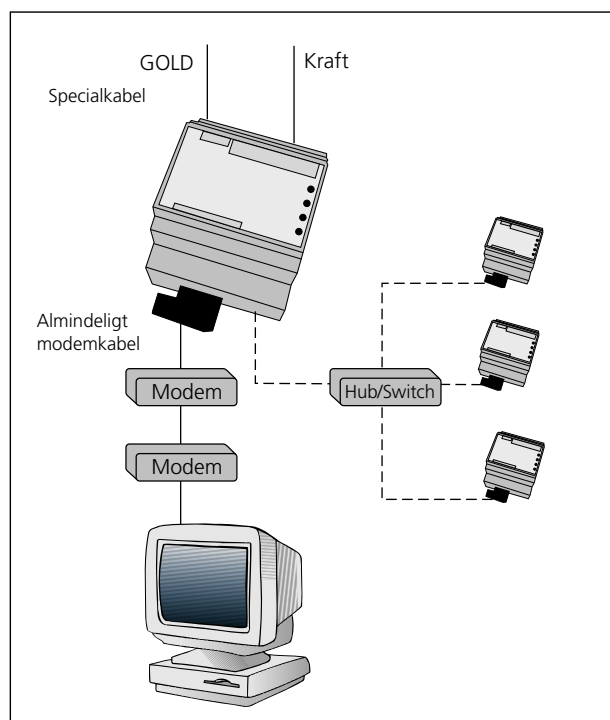 GOLD
Kraft
Specialkabel
Almindeligt
modemkabel
Modem
Hub/Switch
Modem